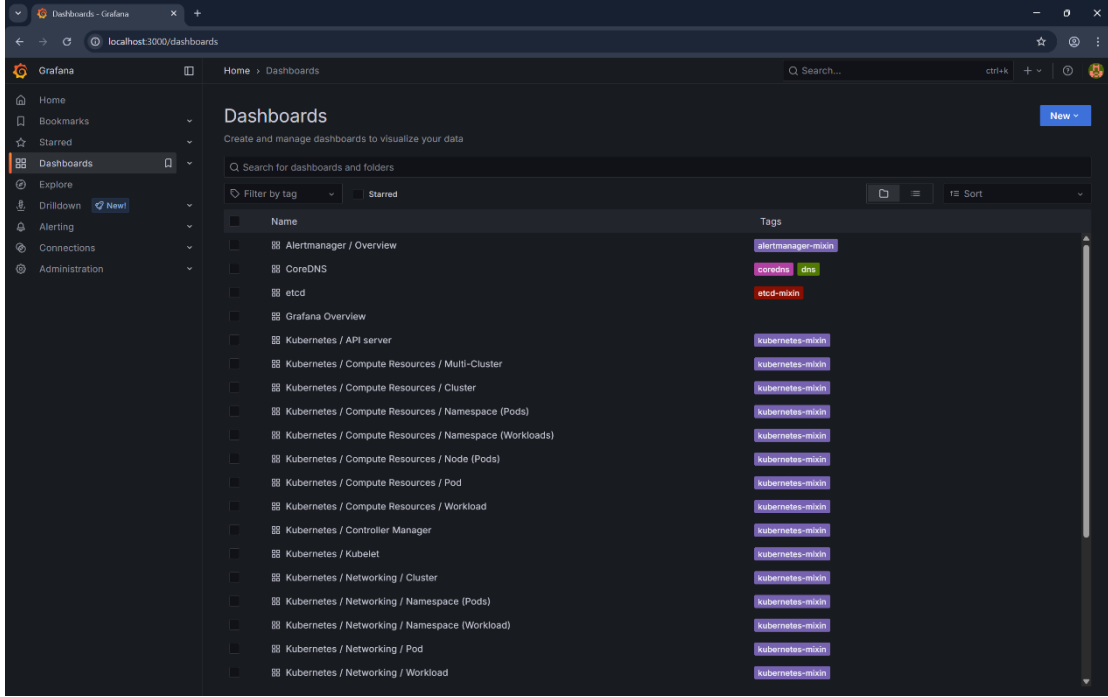 Dashboards - Grafana
localhost:3000/dashboards
Grafana
Home › Dashboards
Search...
ctrl+k
Home
Bookmarks
Starred
Dashboards
Explore
Drilldown New!
Alerting
Connections
Administration
Dashboards
New
Create and manage dashboards to visualize your data
Search for dashboards and folders
Filter by tag
Starred
Sort
Name Tags
Alertmanager / Overview alertmanager-mixin
CoreDNS coredns dns
etcd etcd-mixin
Grafana Overview
Kubernetes / API server kubernetes-mixin
Kubernetes / Compute Resources / Multi-Cluster kubernetes-mixin
Kubernetes / Compute Resources / Cluster kubernetes-mixin
Kubernetes / Compute Resources / Namespace (Pods) kubernetes-mixin
Kubernetes / Compute Resources / Namespace (Workloads) kubernetes-mixin
Kubernetes / Compute Resources / Node (Pods) kubernetes-mixin
Kubernetes / Compute Resources / Pod kubernetes-mixin
Kubernetes / Compute Resources / Workload kubernetes-mixin
Kubernetes / Controller Manager kubernetes-mixin
Kubernetes / Kubelet kubernetes-mixin
Kubernetes / Networking / Cluster kubernetes-mixin
Kubernetes / Networking / Namespace (Pods) kubernetes-mixin
Kubernetes / Networking / Namespace (Workload) kubernetes-mixin
Kubernetes / Networking / Pod kubernetes-mixin
Kubernetes / Networking / Workload kubernetes-mixin